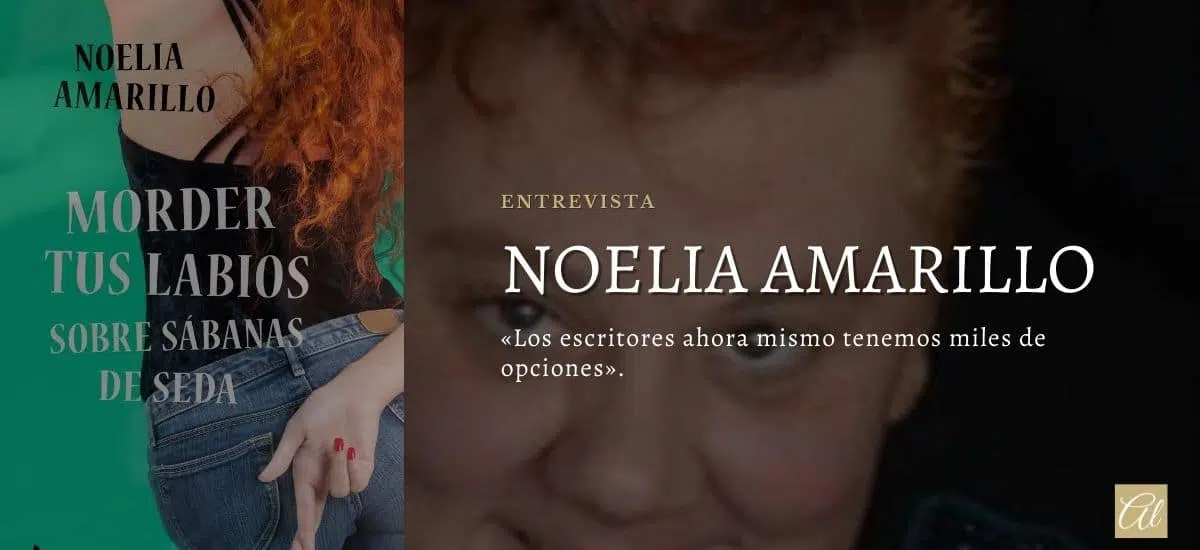 NOELIA
AMARILLO
MORDER
TUS LABIOS
SOBRE SÁBANAS
DE SEDA
ENTREVISTA
NOELIA AMARILLO
«Los escritores ahora mismo tenemos miles de
opciones».